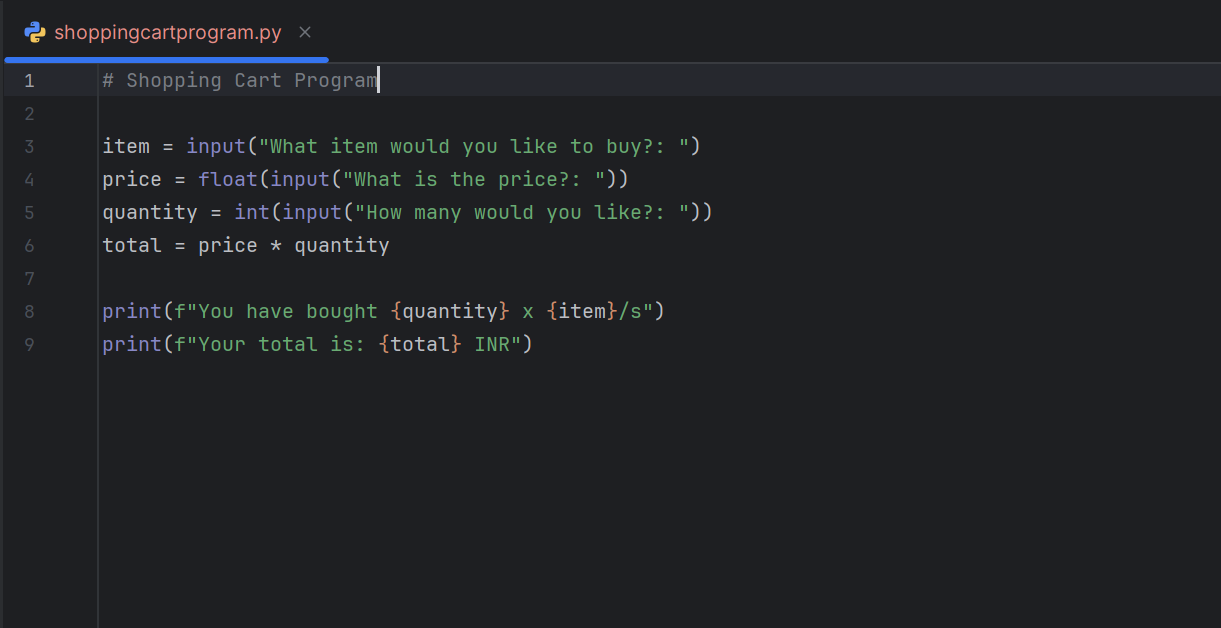 shoppingcartprogram.py
1 # Shopping Cart Program
2
3 item = input("What item would you like to buy?: ")
4 price = float(input("What is the price?: "))
5 quantity = int(input("How many would you like?: "))
6 total = price * quantity
7
8 print(f"You have bought {quantity} x {item}/s")
9 print(f"Your total is: {total} INR")